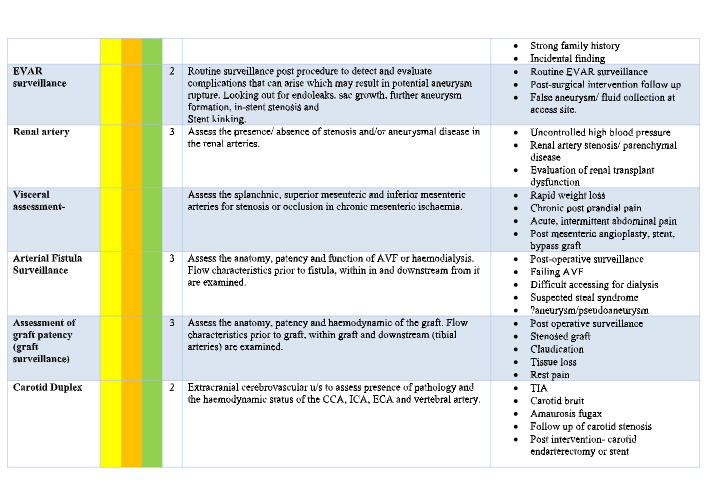 • Strong family history
• Incidental finding
EVAR surveillance
2
Routine surveillance post procedure to detect and evaluate
complications that can arise which may result in potential aneurysm
rupture. Looking out for endoleaks, sac growth, further aneurysm
formation, in-stent stenosis and
Stent kinking.
• Routine EVAR surveillance
• Post-surgical intervention follow up
• False aneurysm/ fluid collection at
access site.
Renal artery
3
Assess the presence/ absence of stenosis and/or aneurysmal disease in
the renal arteries.
• Uncontrolled high blood pressure
• Renal artery stenosis/ parenchymal
disease
• Evaluation of renal transplant
dysfunction
Visceral
assessment-
Assess the splanchnic, superior mesenteric and inferior mesenteric
arteries for stenosis or occlusion in chronic mesenteric ischaemia.
• Rapid weight loss
• Chronic post prandial pain
• Acute, intermittent abdominal pain
• Post mesenteric angioplasty, stent,
bypass graft
Arterial Fistula
Surveillance
3
Assess the anatomy, patency and function of AVF or haemodialysis.
Flow characteristics prior to fistula, within in and downstream from it
are examined.
• Post-operative surveillance
• Failing AVF
• Difficult accessing for dialysis
• Suspected steal syndrome
• ?aneurysm/pseudoaneurysm
Assessment of
graft patency
(graft
surveillance)
3
Assess the anatomy, patency and haemodynamic of the graft. Flow
characteristics prior to graft, within graft and downstream (tibial
arteries) are examined.
• Post operative surveillance
• Stenosed graft
• Claudication
• Tissue loss
• Rest pain
Carotid Duplex
2
Extracranial cerebrovascular u/s to assess presence of pathology and
the haemodynamic status of the CCA, ICA, ECA and vertebral artery.
• TIA
• Carotid bruit
• Amaurosis fugax
• Follow up of carotid stenosis
• Post intervention- carotid
endarterectomy or stent